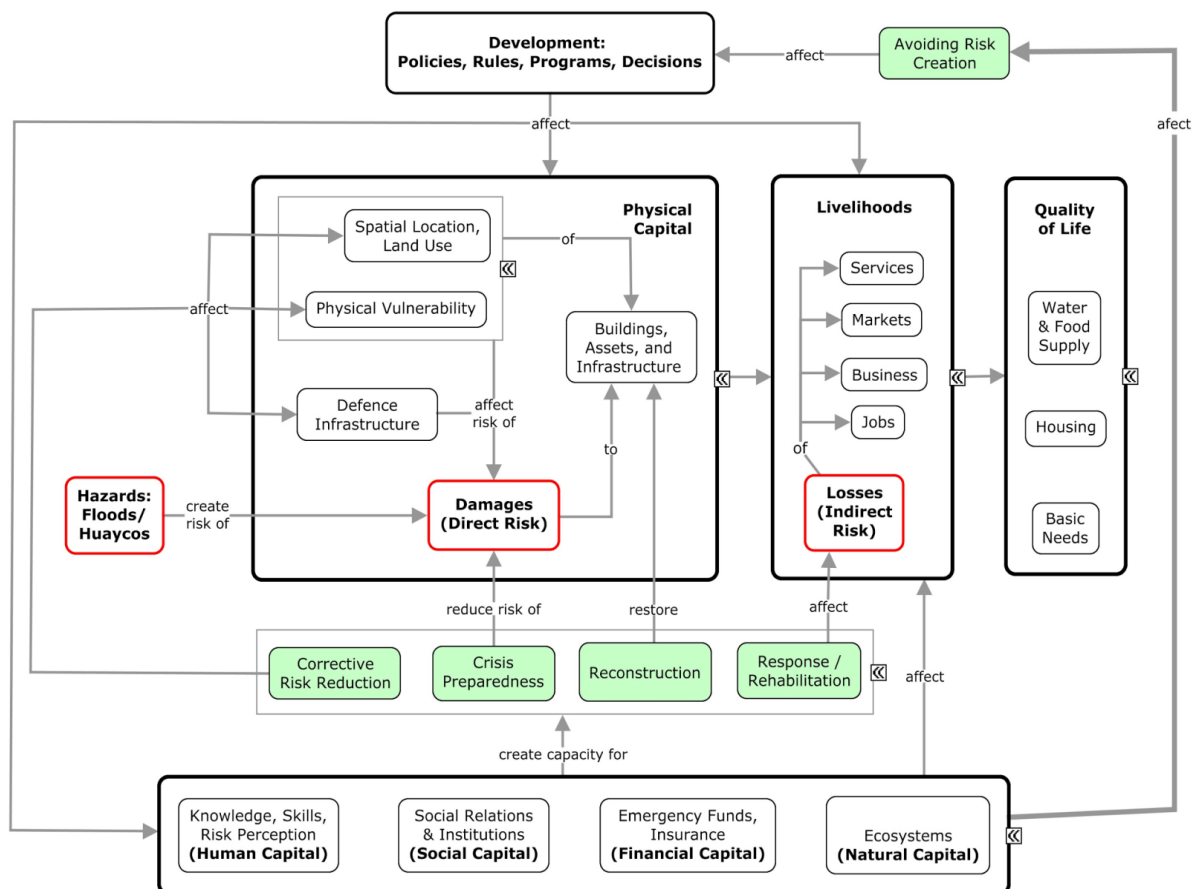 Development:
Policies, Rules, Programs, Decisions
affect
Avoiding Risk
Creation
affect
afect
Physical
Capital
Spatial Location,
Land Use
of
affect
Physical Vulnerability
Buildings,
Assets, and
Infrastructure
Defence
Infrastructure
affect
risk of
to
Hazards:
Floods/
Huaycos
create
risk of
Damages
(Direct Risk)
Livelihoods
Services
Markets
Business
Jobs
of
Losses
(Indirect
Risk)
Quality
of Life
Water
& Food
Supply
Housing
Basic
Needs
reduce risk of
restore
affect
affect
Corrective
Risk Reduction
Crisis
Preparedness
Reconstruction
Response /
Rehabilitation
create capacity for
Knowledge, Skills,
Risk Perception
(Human Capital)
Social Relations
& Institutions
(Social Capital)
Emergency Funds,
Insurance
(Financial Capital)
Ecosystems
(Natural Capital)